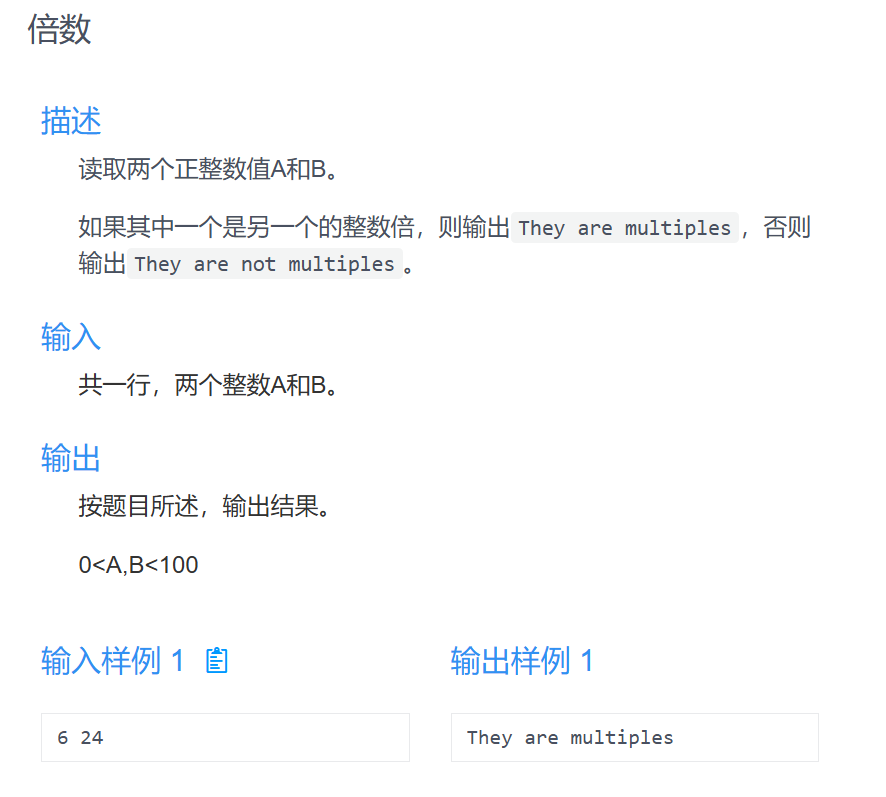 倍数
描述
读取两个正整数值A和B。
如果其中一个是另一个的整数倍，则输出 They are multiples ，否则
输出 They are not multiples 。
输入
共一行，两个整数A和B。
输出
按题目所述，输出结果。
0<A,B<100
输入样例 1
输出样例 1
6 24
They are multiples